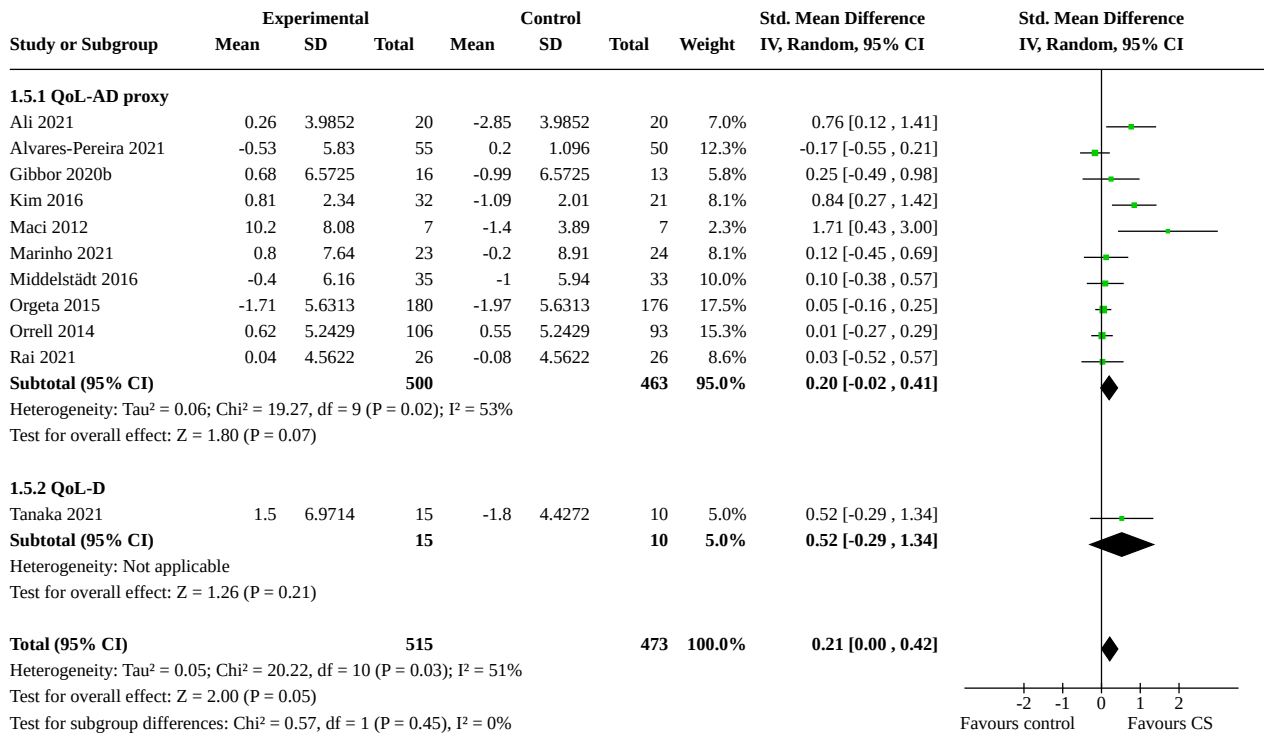 Experimental Control Std. Mean Difference Std. Mean Difference
Study or Subgroup Mean SD Total Mean SD Total Weight IV, Random, 95% CI IV, Random, 95% CI
1.5.1 QoL-AD proxy
Ali 2021 0.26 3.9852 20 -2.85 3.9852 20 7.0% 0.76 [0.12 , 1.41]
Alvares-Pereira 2021 -0.53 5.83 55 0.2 1.096 50 12.3% -0.17 [-0.55 , 0.21]
Gibbor 2020b 0.68 6.5725 16 -0.99 6.5725 13 5.8% 0.25 [-0.49 , 0.98]
Kim 2016 0.81 2.34 32 -1.09 2.01 21 8.1% 0.84 [0.27 , 1.42]
Maci 2012 10.2 8.08 7 -1.4 3.89 7 2.3% 1.71 [0.43 , 3.00]
Marinho 2021 0.8 7.64 23 -0.2 8.91 24 8.1% 0.12 [-0.45 , 0.69]
Middelstädt 2016 -0.4 6.16 35 -1 5.94 33 10.0% 0.10 [-0.38 , 0.57]
Orgeta 2015 -1.71 5.6313 180 -1.97 5.6313 176 17.5% 0.05 [-0.16 , 0.25]
Orrell 2014 0.62 5.2429 106 0.55 5.2429 93 15.3% 0.01 [-0.27 , 0.29]
Rai 2021 0.04 4.5622 26 -0.08 4.5622 26 8.6% 0.03 [-0.52 , 0.57]
Subtotal (95% CI) 500 463 95.0% 0.20 [-0.02 , 0.41]
Heterogeneity: Tau² = 0.06; Chi² = 19.27, df = 9 (P = 0.02); I² = 53%
Test for overall effect: Z = 1.80 (P = 0.07)
1.5.2 QoL-D
Tanaka 2021 1.5 6.9714 15 -1.8 4.4272 10 5.0% 0.52 [-0.29 , 1.34]
Subtotal (95% CI) 15 10 5.0% 0.52 [-0.29 , 1.34]
Heterogeneity: Not applicable
Test for overall effect: Z = 1.26 (P = 0.21)
Total (95% CI) 515 473 100.0% 0.21 [0.00 , 0.42]
Heterogeneity: Tau² = 0.05; Chi² = 20.22, df = 10 (P = 0.03); I² = 51%
Test for overall effect: Z = 2.00 (P = 0.05)
Test for subgroup differences: Chi² = 0.57, df = 1 (P = 0.45), I² = 0%
-2 -1 0 1 2
Favours control Favours CS